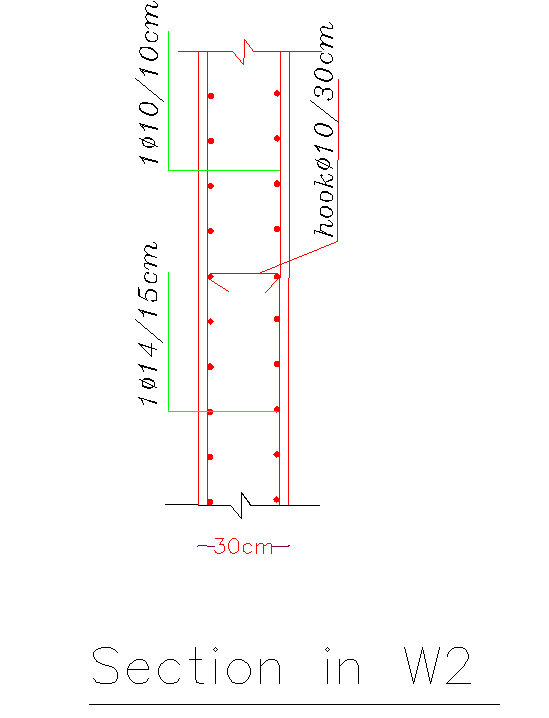 1ø10/10cm
hookø10/30cm
1ø14/15cm
30cm
Section in W2